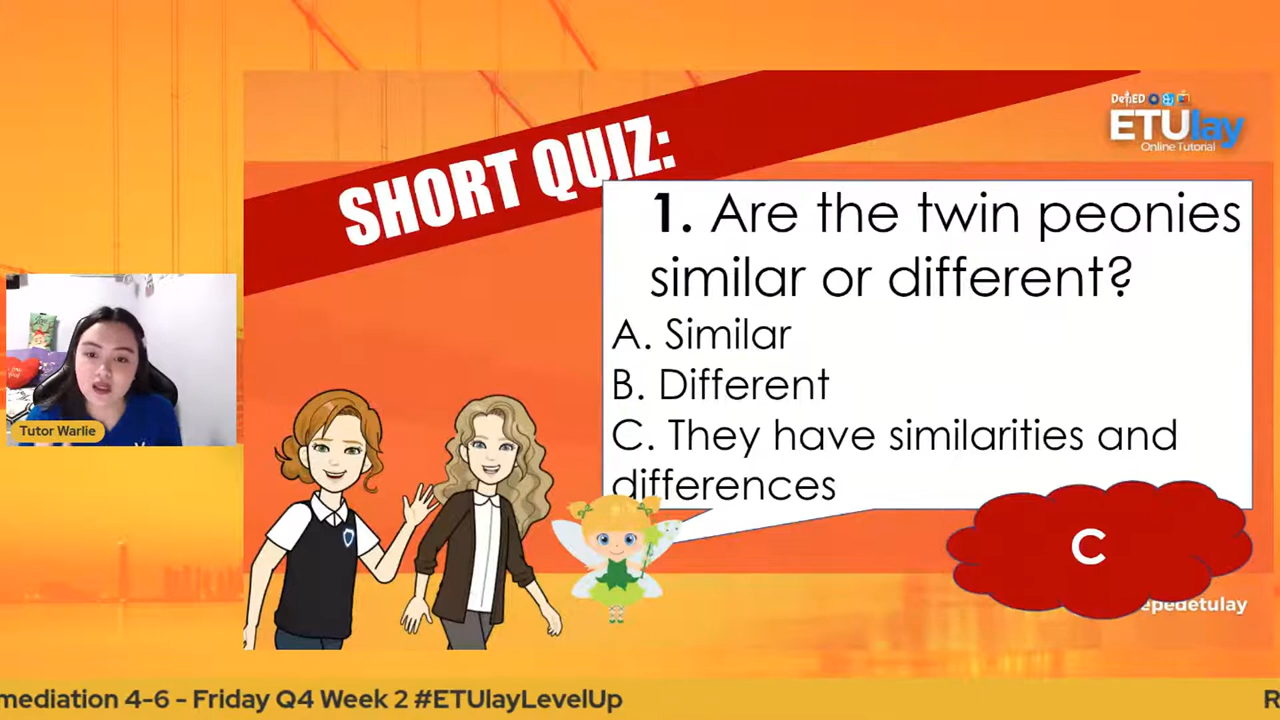 SHORT QUIZ:
DepED
ETUlay
Online Tutorial
1. Are the twin peonies
similar or different?
A. Similar
B. Different
C. They have similarities and
differences
C
epedetulay
Tutor Warlie
mediation 4-6 - Friday Q4 Week 2 #ETUlayLevelUp
R